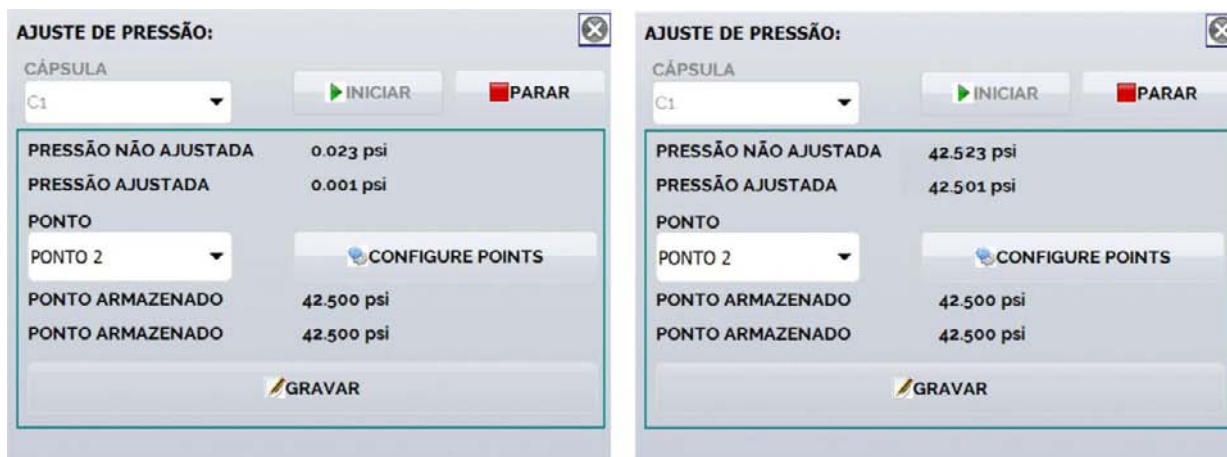 AJUSTE DE PRESSÃO:
CÁPSULA
C1
INICIAR
PARAR
PRESSÃO NÃO AJUSTADA 0.023 psi
PRESSÃO AJUSTADA 0.001 psi
PONTO
PONTO 2
CONFIGURE POINTS
PONTO ARMAZENADO 42.500 psi
PONTO ARMAZENADO 42.500 psi
GRAVAR
AJUSTE DE PRESSÃO:
CÁPSULA
C1
INICIAR
PARAR
PRESSÃO NÃO AJUSTADA 42.523 psi
PRESSÃO AJUSTADA 42.501 psi
PONTO
PONTO 2
CONFIGURE POINTS
PONTO ARMAZENADO 42.500 psi
PONTO ARMAZENADO 42.500 psi
GRAVAR